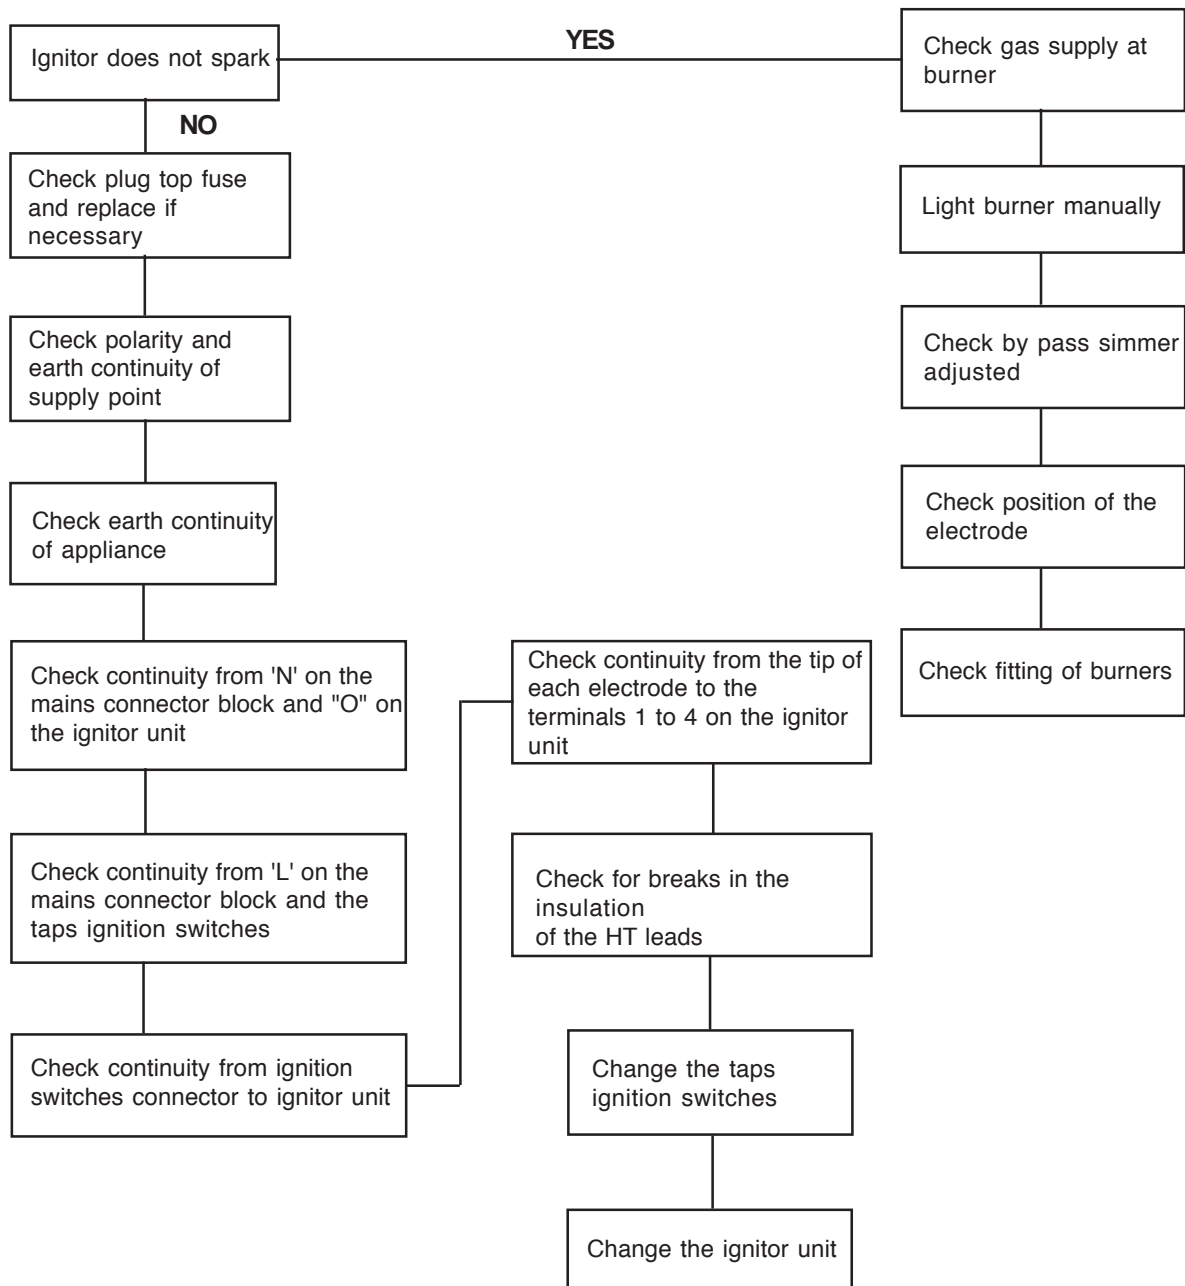 Ignitor does not spark
YES
Check gas supply at
burner
NO
Check plug top fuse
and replace if
necessary
Light burner manually
Check polarity and
earth continuity of
supply point
Check by pass simmer
adjusted
Check earth continuity
of appliance
Check position of the
electrode
Check continuity from 'N' on the
mains connector block and "O" on
the ignitor unit
Check fitting of burners
Check continuity from 'L' on the
mains connector block and the
taps ignition switches
Check continuity from ignition
switches connector to ignitor unit
Check continuity from the tip of
each electrode to the
terminals 1 to 4 on the ignitor
unit
Check for breaks in the
insulation
of the HT leads
Change the taps
ignition switches
Change the ignitor unit